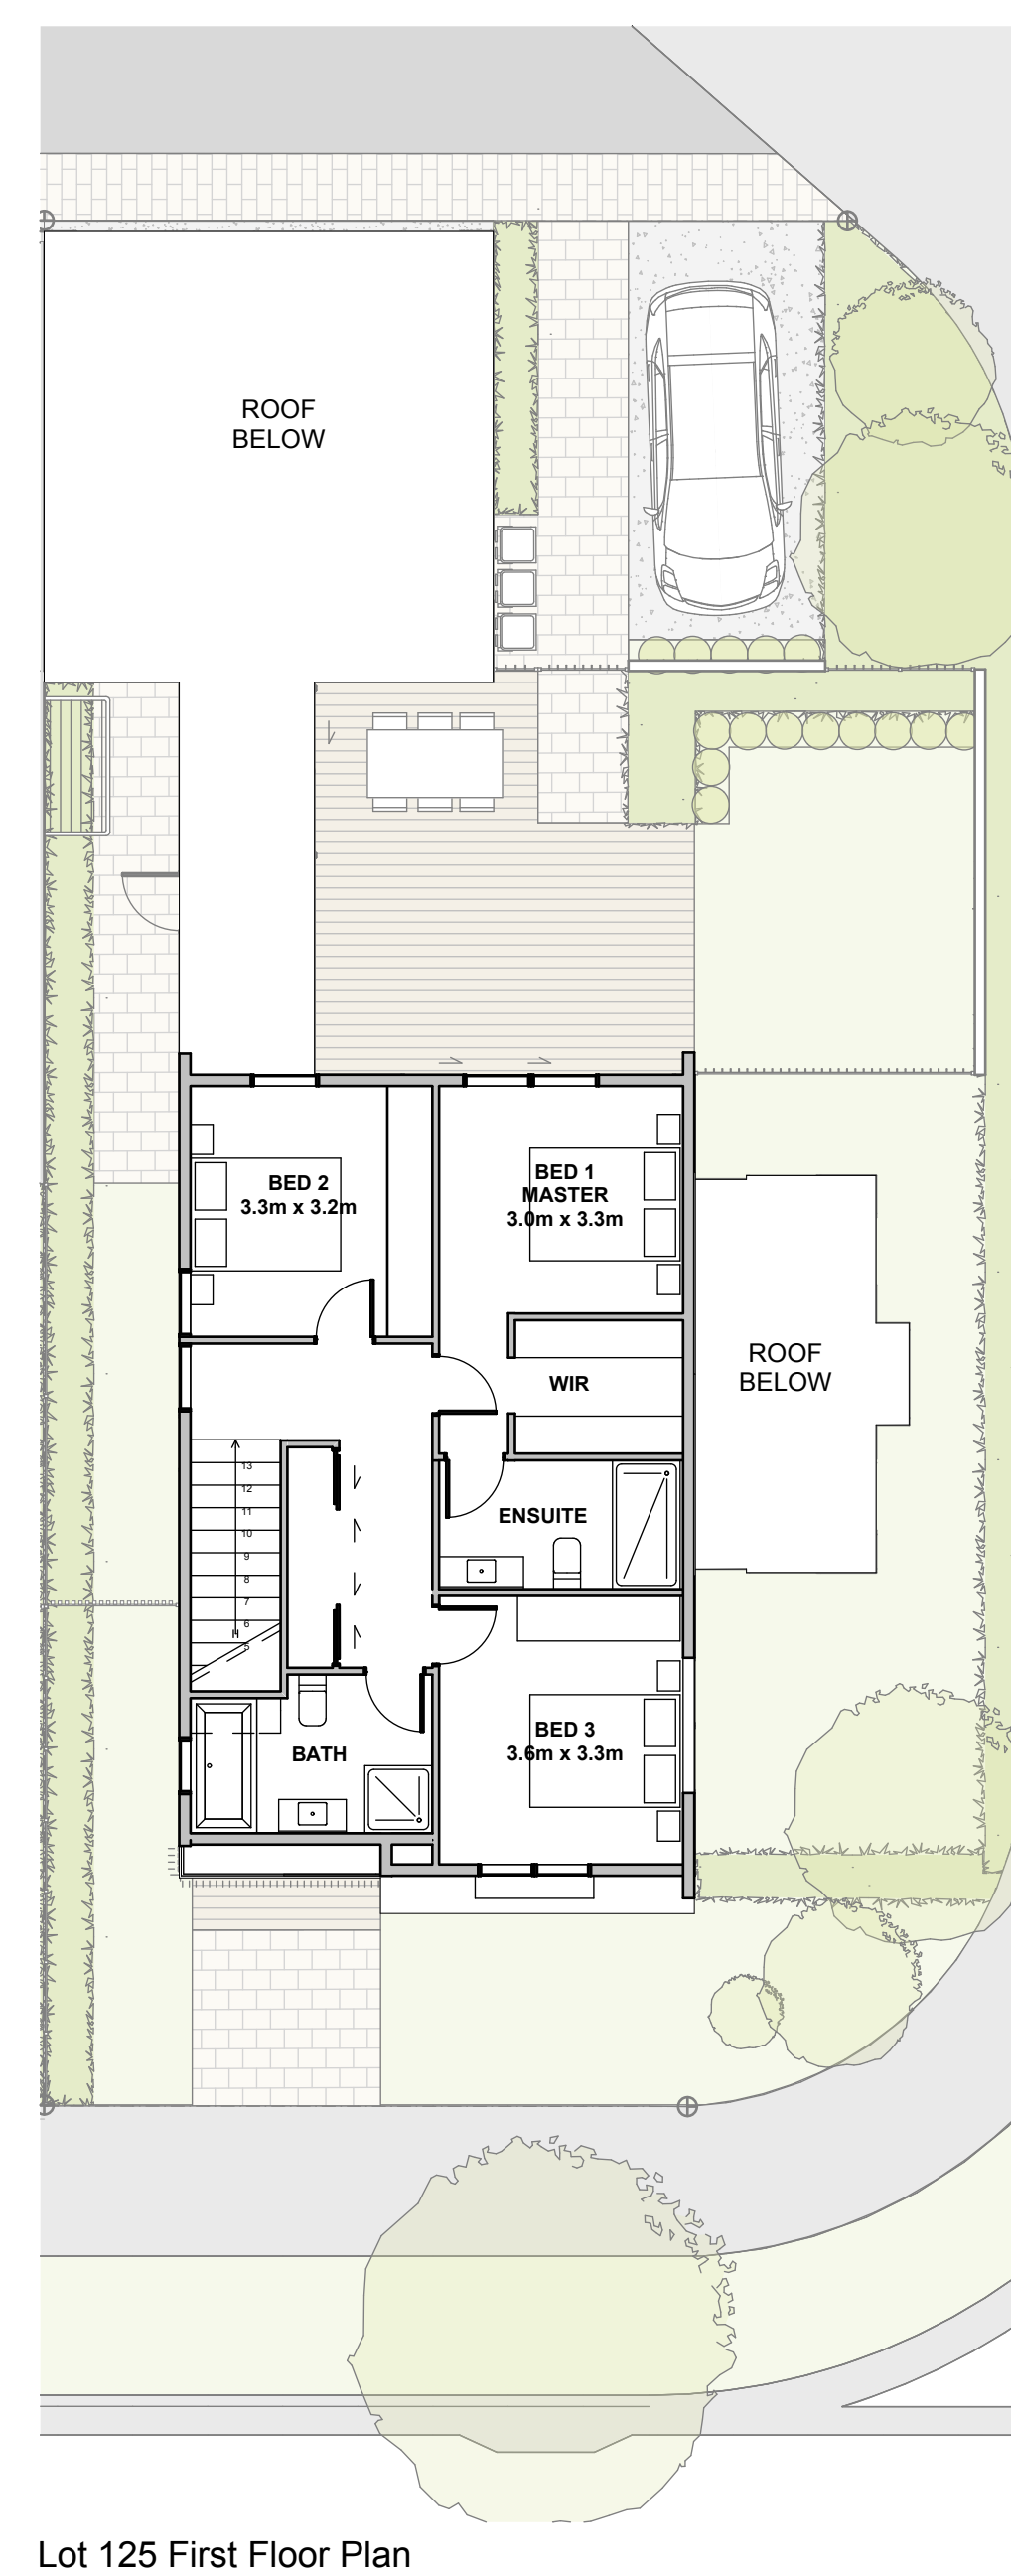 ROOF
BELOW
BED 2
3.3m x 3.2m
BED 1
MASTER
3.0m x 3.3m
ROOF
BELOW
WIR
13
12
11
10
9
8
7
6
5
ENSUITE
BED 3
3.6m x 3.3m
BATH
Lot 125 First Floor Plan